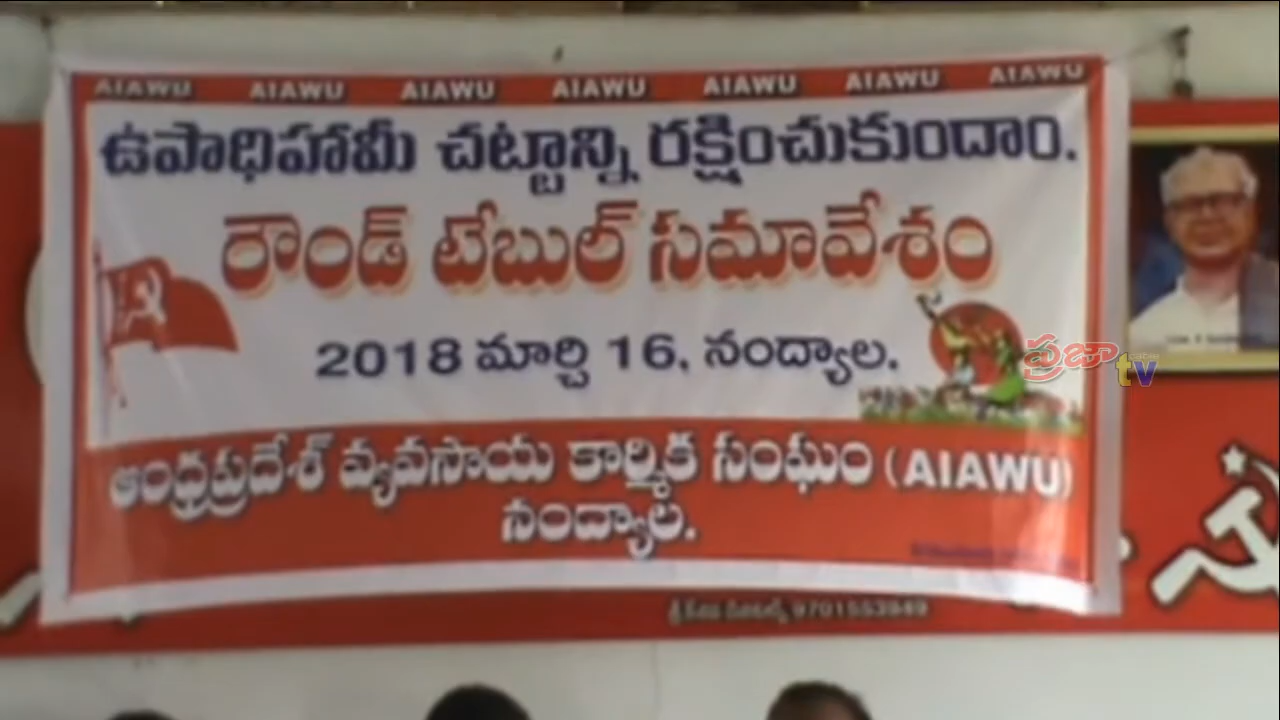 AIAWU AIAWU AIAWU AIAWU AIAWU AIAWU AIAWU
ఉపాధిహామీ చట్టాన్ని రక్షించుకుందాం.
రౌండ్ టేబుల్ సమావేశం
2018 మార్చి 16, నంద్యాల.
ప్రజా
tv
ఆంధ్రప్రదేశ్ వ్యవసాయ కార్మిక సంఘం (AIAWU)
నంద్యాల.
9701553949